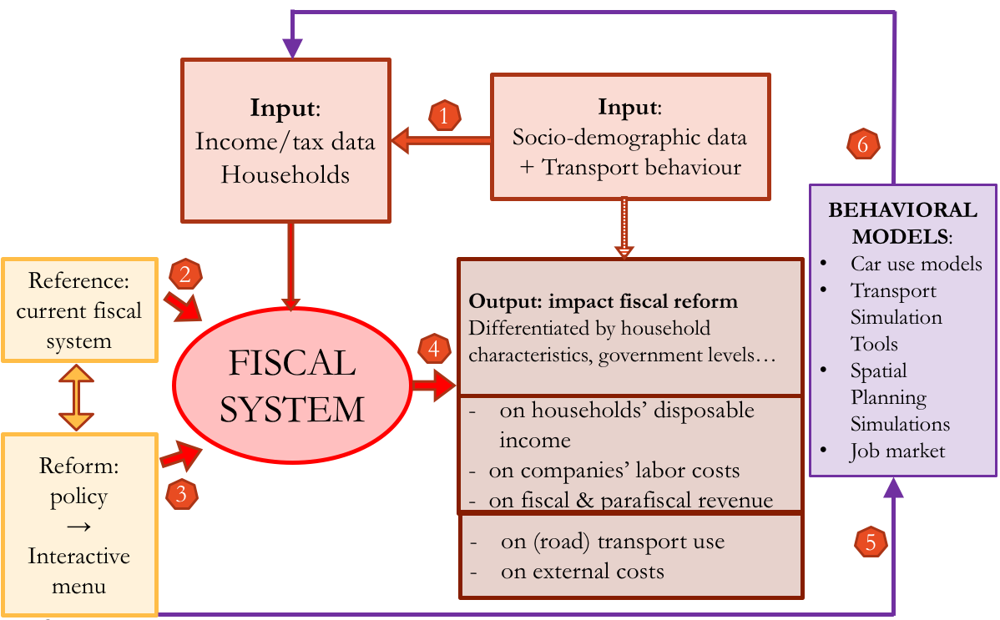 Input:
Income/tax data
Households
1
Input:
Socio-demographic data
+ Transport behaviour
6
BEHAVIORAL
MODELS:
• Car use models
• Transport
Simulation
Tools
• Spatial
Planning
Simulations
• Job market
Reference:
current fiscal
system
2
FISCAL
SYSTEM
4
Output: impact fiscal reform
Differentiated by household
characteristics, government levels…
- on households’ disposable
income
- on companies’ labor costs
- on fiscal & parafiscal revenue
- on (road) transport use
- on external costs
Reform:
policy
→
Interactive
menu
3
5